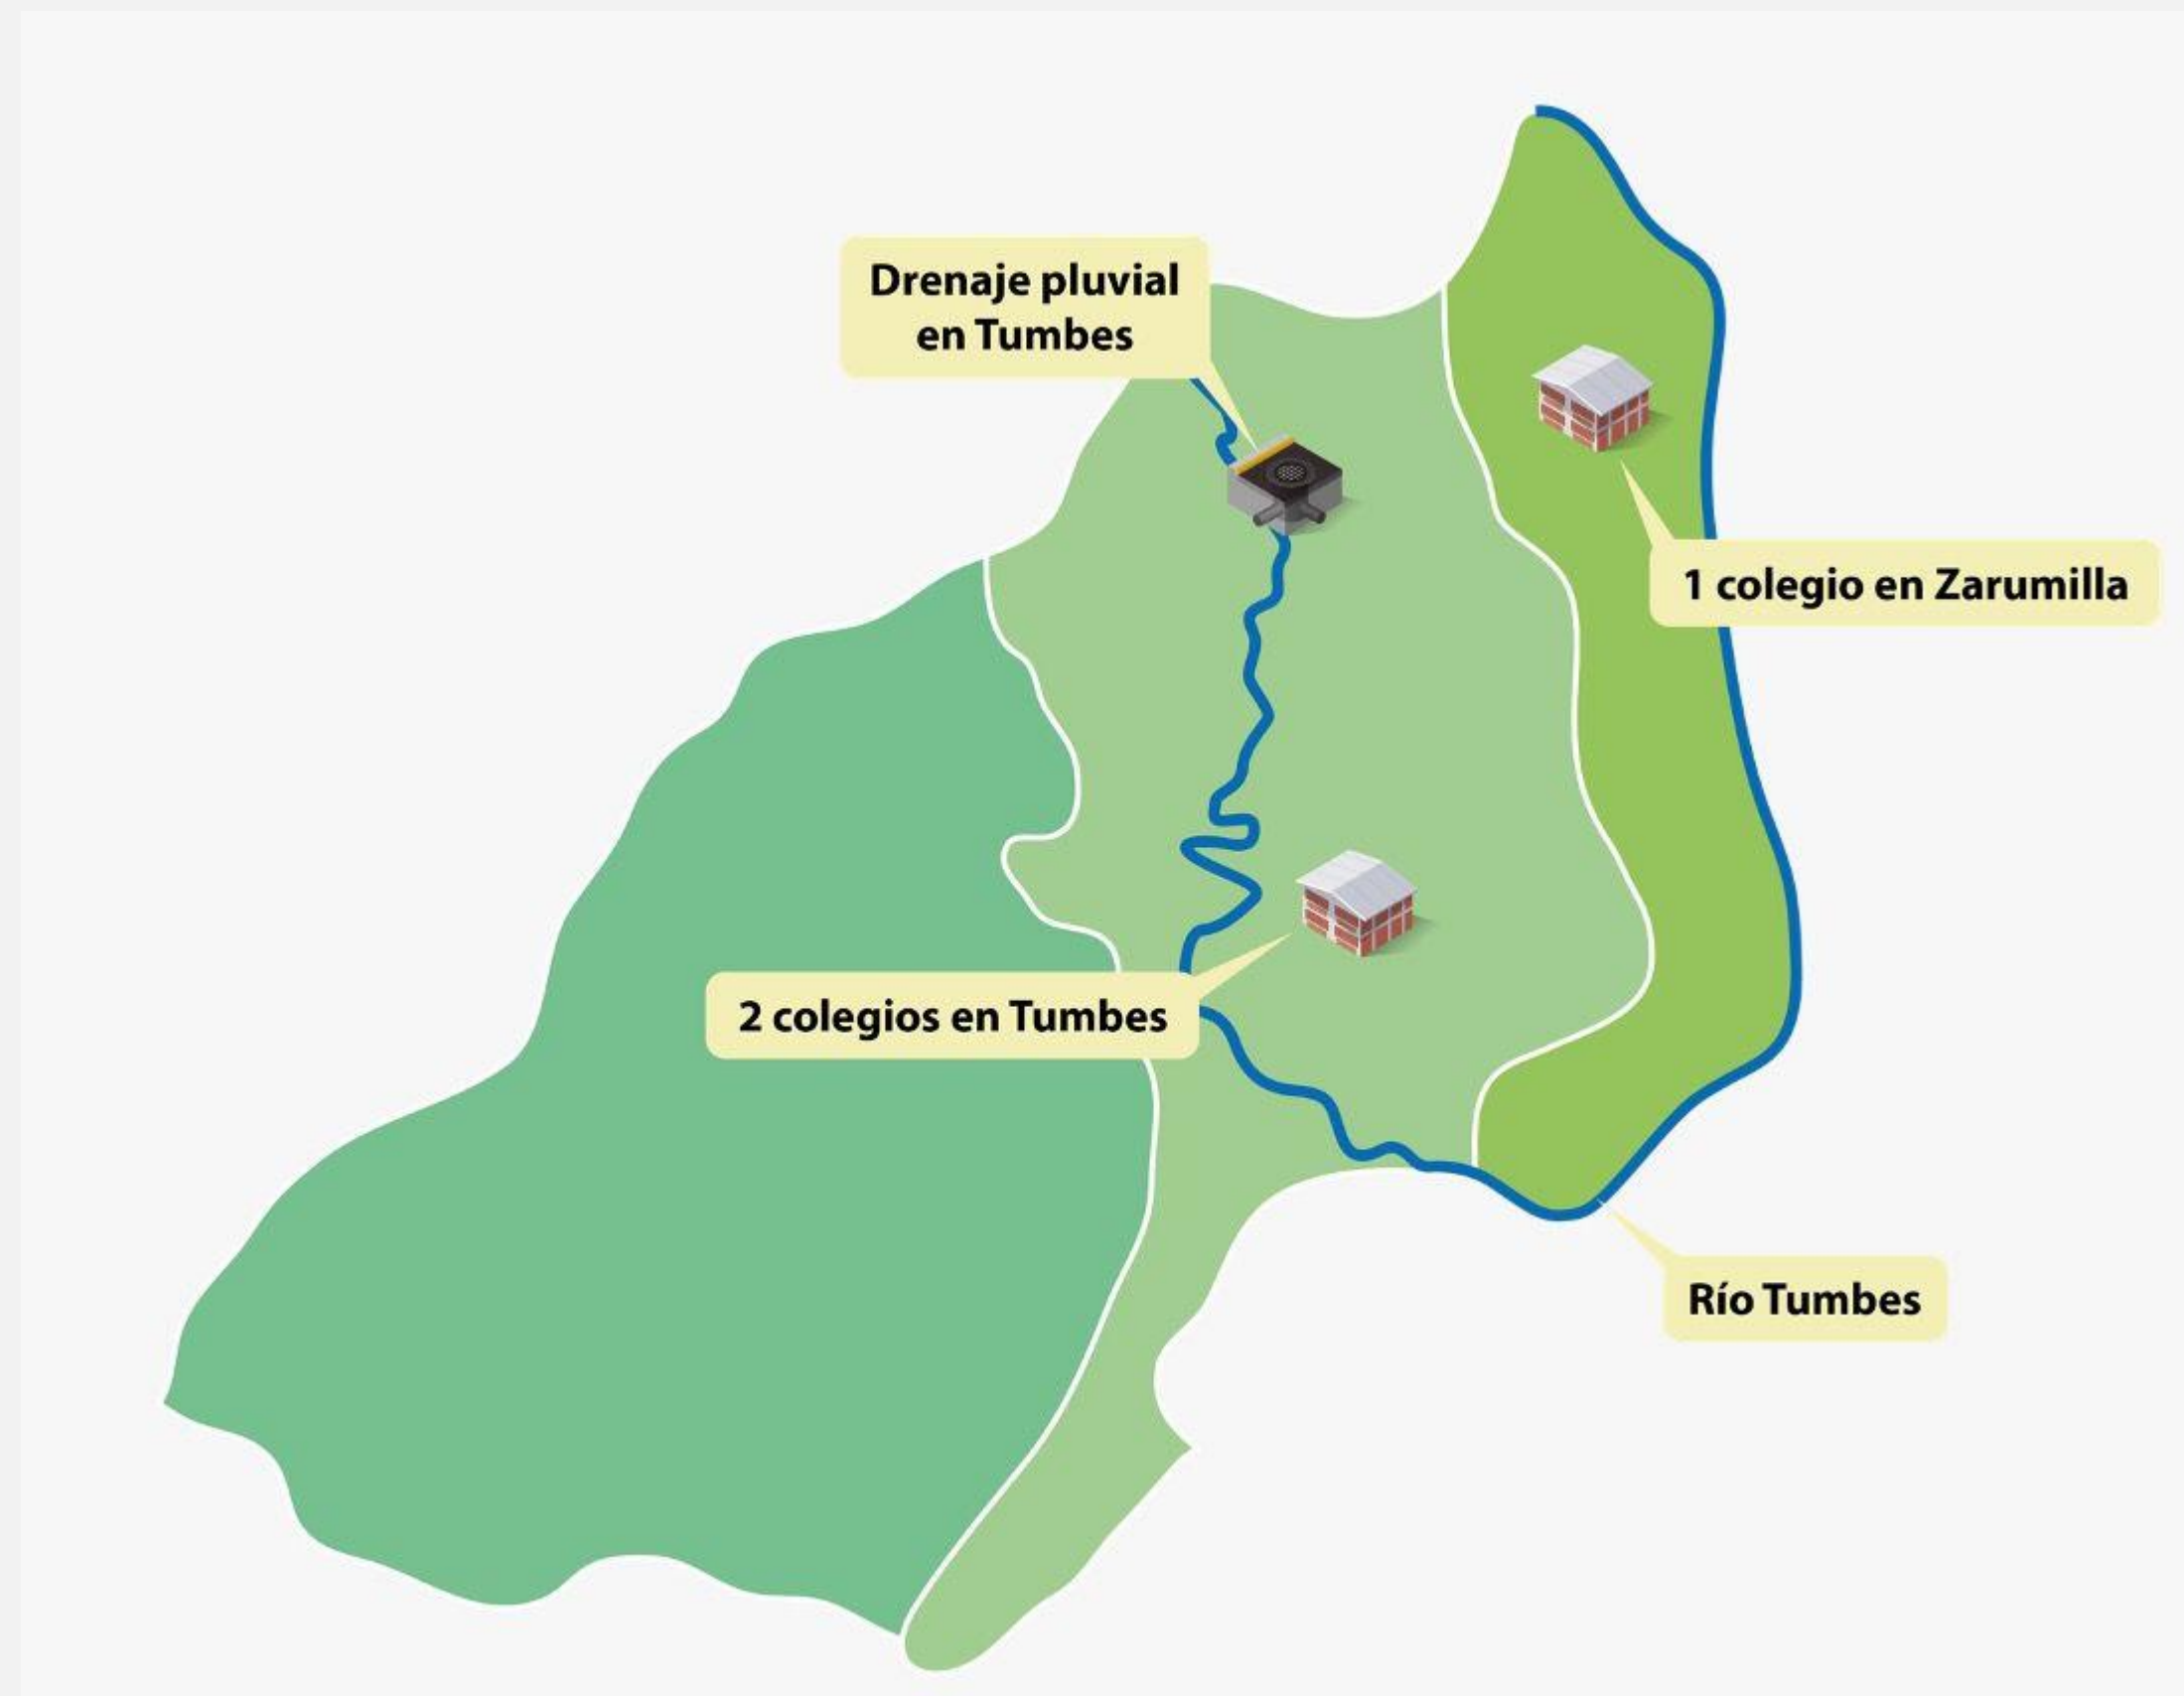 Drenaje pluvial
en Tumbes
1 colegio en Zarumilla
2 colegios en Tumbes
Río Tumbes